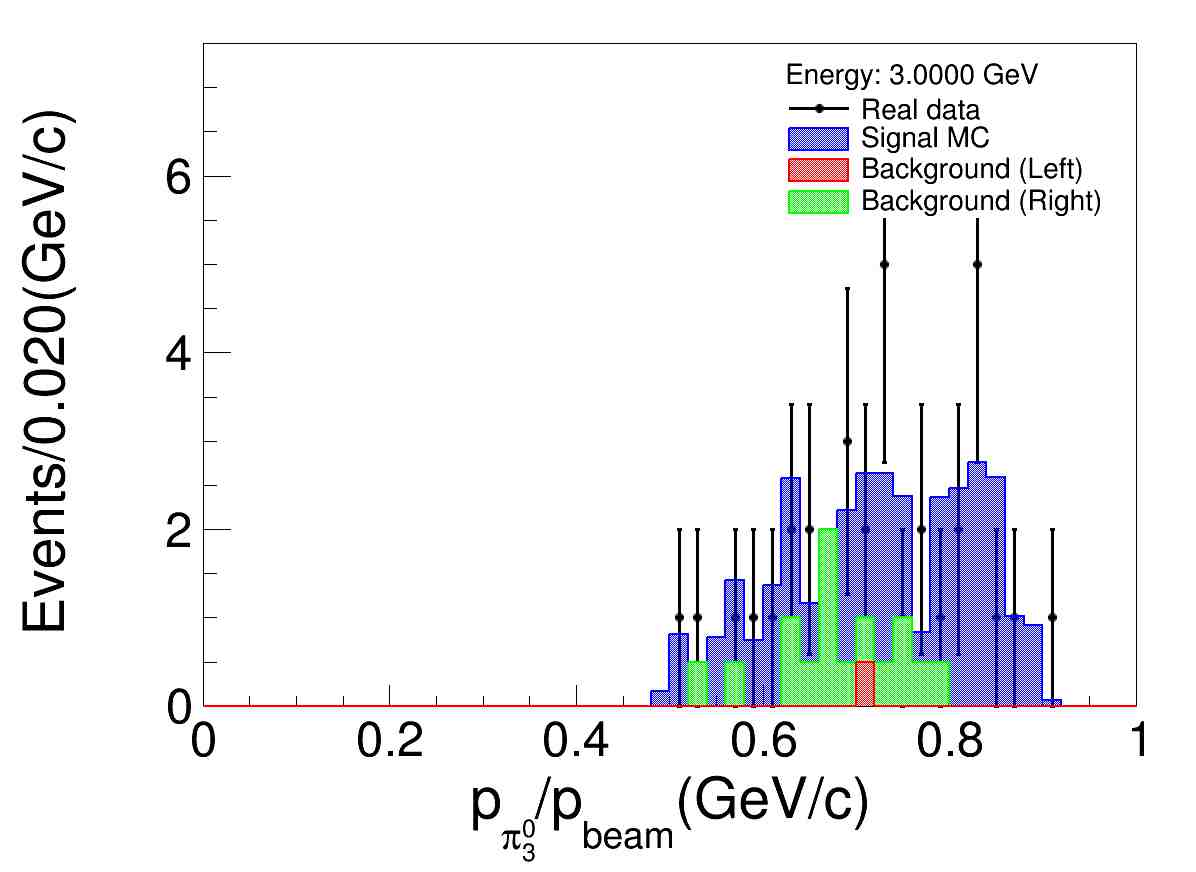 Energy: 3.0000 GeV
Real data
Signal MC
Background (Left)
Background (Right)
Events/0.020(GeV/c)
6
4
2
0
0 0.2 0.4 0.6 0.8 1
p_{π^0_3}/p_{beam}(GeV/c)